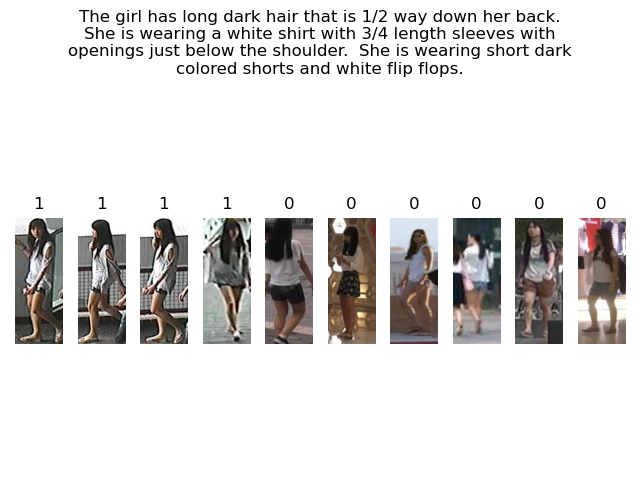 The girl has long dark hair that is 1/2 way down her back.
She is wearing a white shirt with 3/4 length sleeves with
openings just below the shoulder.  She is wearing short dark
colored shorts and white flip flops.
1 1 1 1 0 0 0 0 0 0